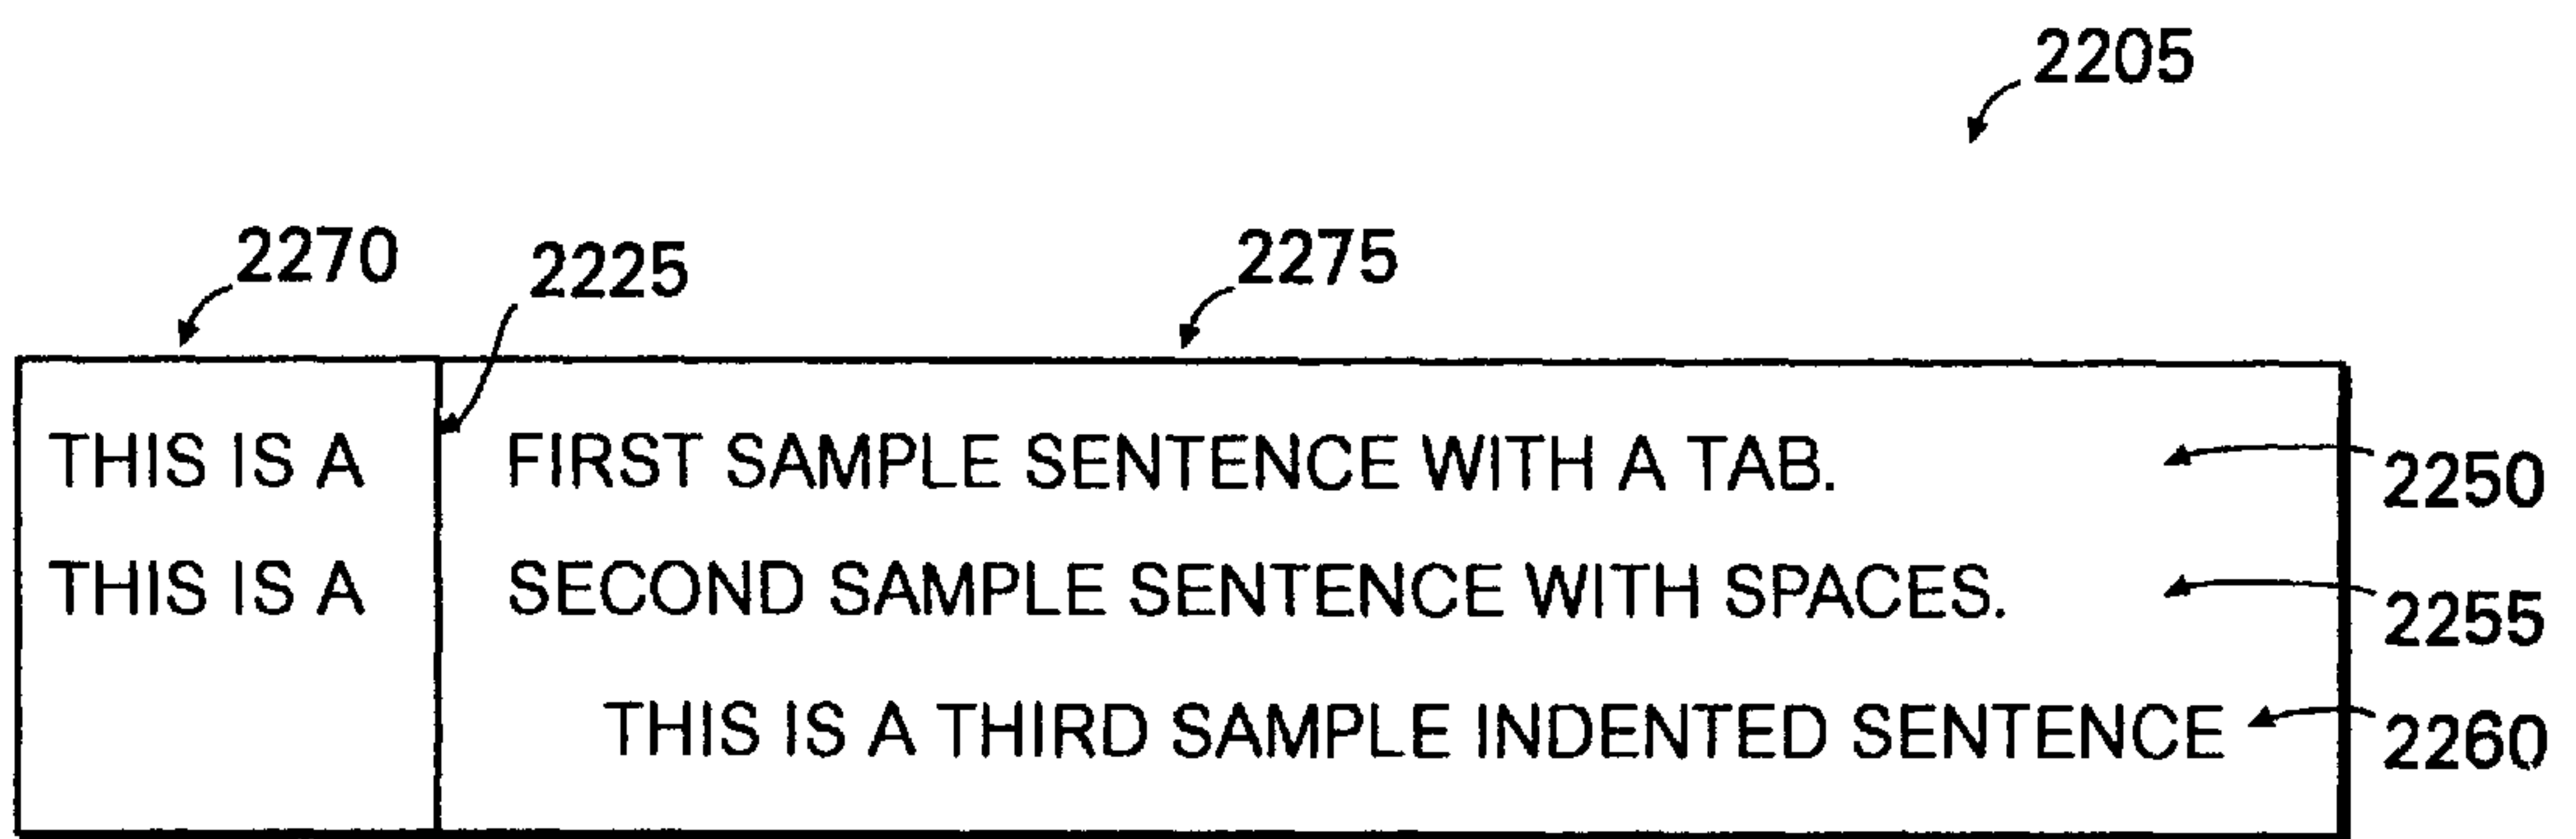 2205
2270 2225 2275
THIS IS A FIRST SAMPLE SENTENCE WITH A TAB. 2250
THIS IS A SECOND SAMPLE SENTENCE WITH SPACES. 2255
THIS IS A THIRD SAMPLE INDENTED SENTENCE 2260